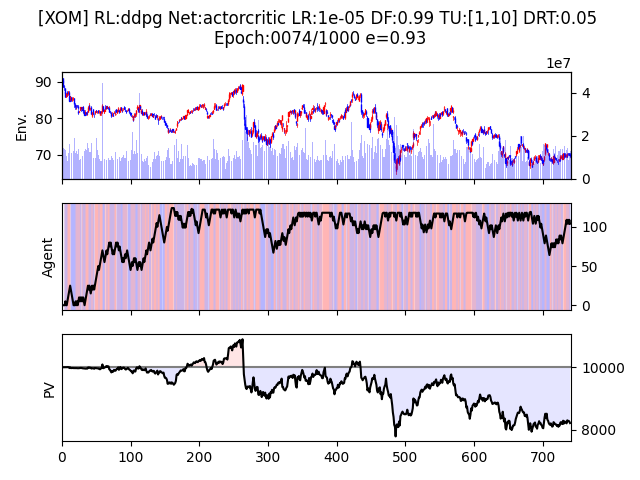 [XOM] RL:ddpg Net:actorcritic LR:1e-05 DF:0.99 TU:[1,10] DRT:0.05
Epoch:0074/1000 e=0.93
1e7
90
80
70
Env.
4
2
0
Agent
100
50
0
PV
10000
8000
0 100 200 300 400 500 600 700